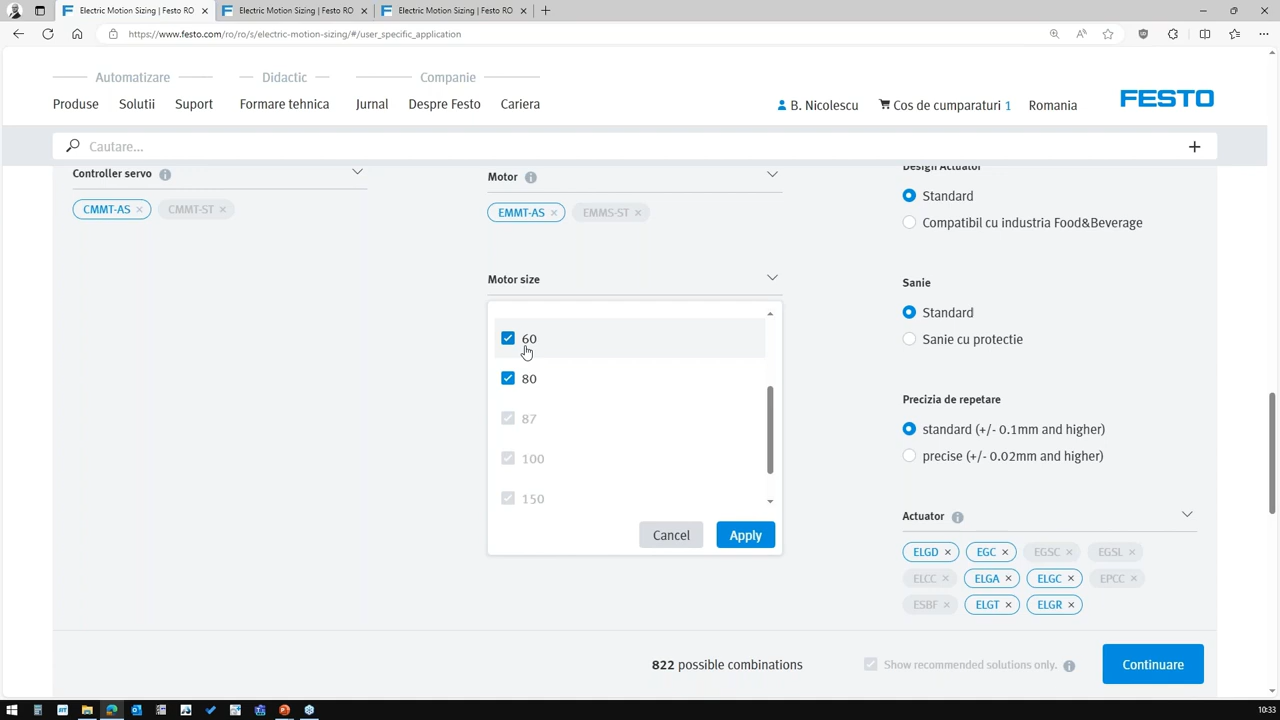 Electric Motion Sizing | Festo RO
Electric Motion Sizing | Festo RO
Electric Motion Sizing | Festo RO
https://www.festo.com/ro/ro/s/electric-motion-sizing/#/user_specific_application
Automatizare
Didactic
Companie
Produse
Solutii
Suport
Formare tehnica
Jurnal
Despre Festo
Cariera
B. Nicolescu
Cos de cumparaturi 1
Romania
FESTO
Cautare...
Controller servo
CMMT-AS
CMMT-ST
Motor
EMMT-AS
EMMS-ST
Motor size
60
80
87
100
150
Cancel
Apply
Design Actuator
Standard
Compatibil cu industria Food&Beverage
Sanie
Standard
Sanie cu protectie
Precizia de repetare
standard (+/- 0.1mm and higher)
precise (+/- 0.02mm and higher)
Actuator
ELGD EGC EGSC EGSL
ELCC ELGA ELGC EPCC
ESBF ELGT ELGR
822 possible combinations
Show recommended solutions only.
Continuare
10:33